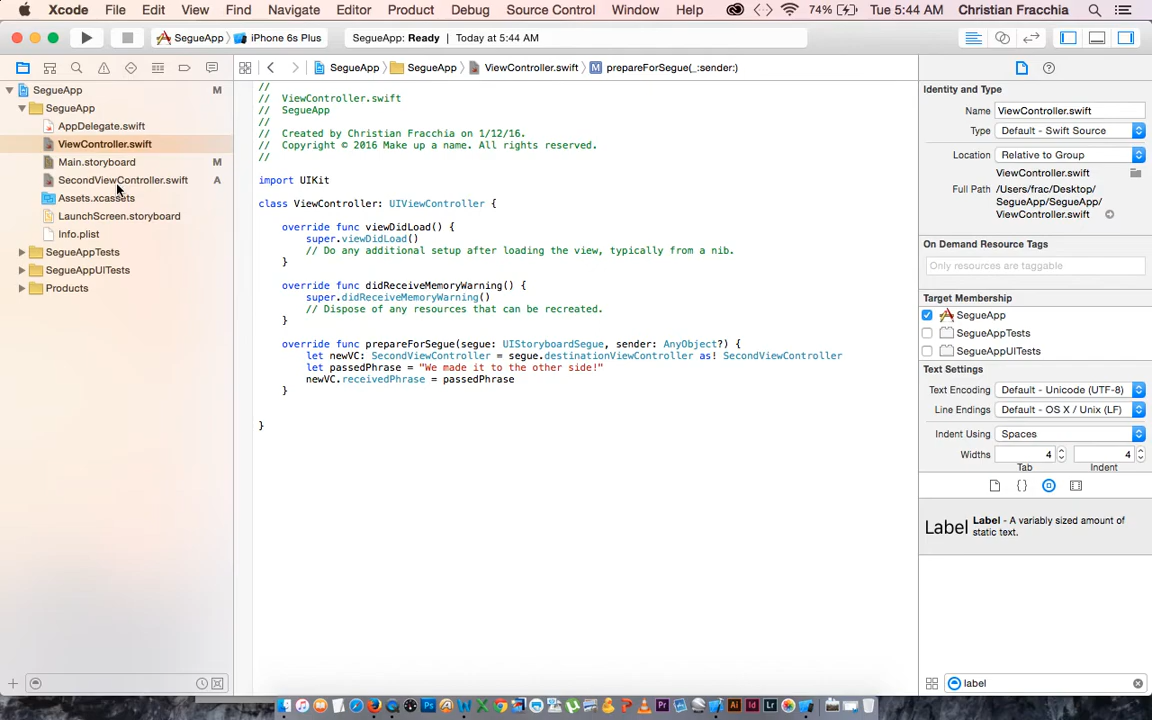 Xcode File Edit View Find Navigate Editor Product Debug Source Control Window Help 74% Tue 5:44 AM Christian Fracchia
SegueApp iPhone 6s Plus SegueApp: Ready | Today at 5:44 AM
SegueApp SegueApp ViewController.swift M prepareForSegue(_:sender:)
SegueApp M
SegueApp
AppDelegate.swift
ViewController.swift
Main.storyboard M
SecondViewController.swift A
Assets.xcassets
LaunchScreen.storyboard
Info.plist
SegueAppTests
SegueAppUITests
Products
//
// ViewController.swift
// SegueApp
//
// Created by Christian Fracchia on 1/12/16.
// Copyright © 2016 Make up a name. All rights reserved.
//
import UIKit
class ViewController: UIViewController {
override func viewDidLoad() {
super.viewDidLoad()
// Do any additional setup after loading the view, typically from a nib.
}
override func didReceiveMemoryWarning() {
super.didReceiveMemoryWarning()
// Dispose of any resources that can be recreated.
}
override func prepareForSegue(segue: UIStoryboardSegue, sender: AnyObject?) {
let newVC: SecondViewController = segue.destinationViewController as! SecondViewController
let passedPhrase = "We made it to the other side!"
newVC.receivedPhrase = passedPhrase
}
}
Identity and Type
Name ViewController.swift
Type Default - Swift Source
Location Relative to Group
ViewController.swift
Full Path /Users/frac/Desktop/
SegueApp/SegueApp/
ViewController.swift
On Demand Resource Tags
Only resources are taggable
Target Membership
SegueApp
SegueAppTests
SegueAppUITests
Text Settings
Text Encoding Default - Unicode (UTF-8)
Line Endings Default - OS X / Unix (LF)
Indent Using Spaces
Widths 4 4
Tab Indent
{ }
Label Label - A variably sized amount of
static text.
label